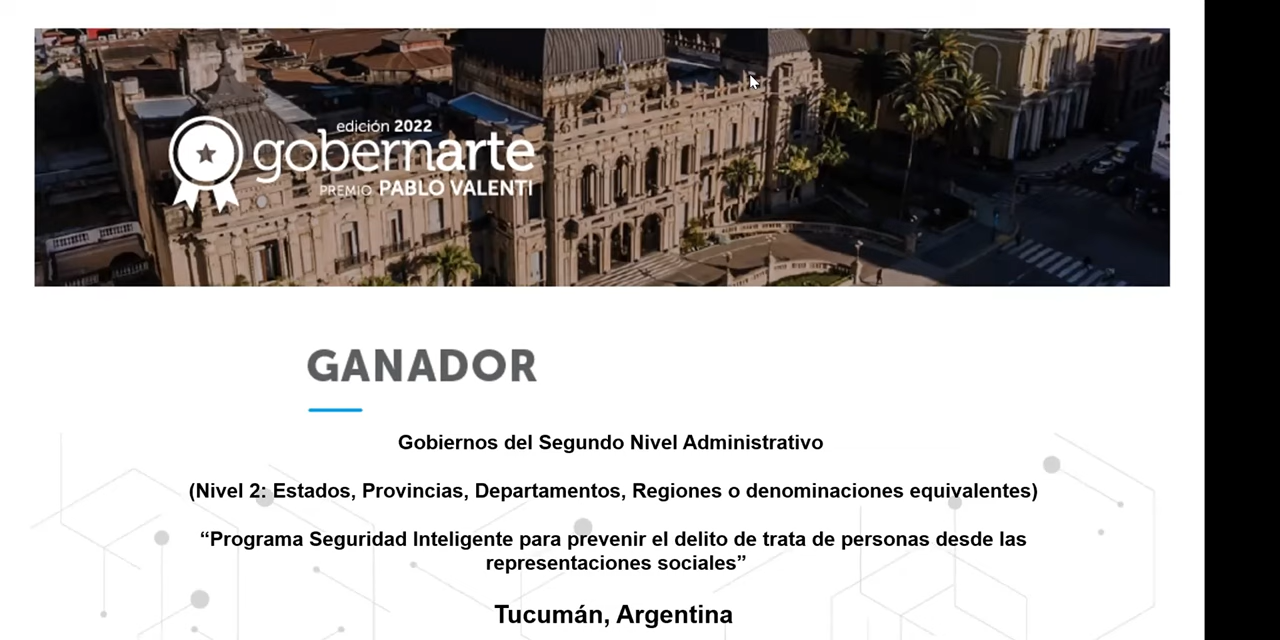 edición 2022
gobernarte
PREMIO PABLO VALENTI
GANADOR
Gobiernos del Segundo Nivel Administrativo
(Nivel 2: Estados, Provincias, Departamentos, Regiones o denominaciones equivalentes)
“Programa Seguridad Inteligente para prevenir el delito de trata de personas desde las
representaciones sociales”
Tucumán, Argentina